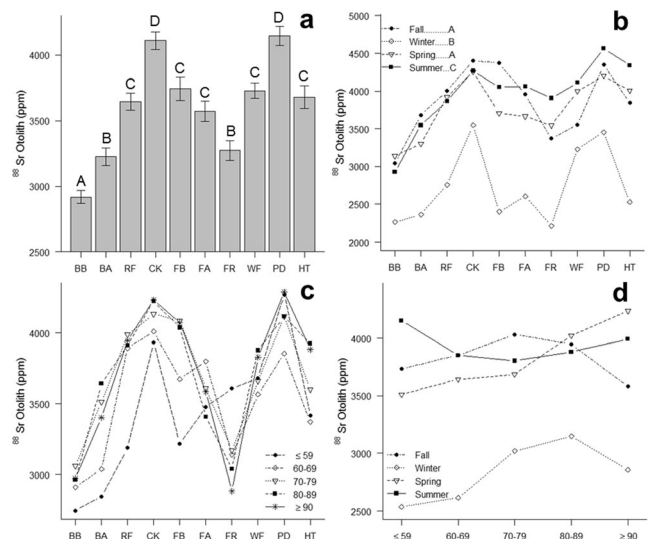 a
D
D
C
C
C
C
C
B
B
A
4000
3500
3000
2500
88 Sr Otolith (ppm)
BB BA RF CK FB FA FR WF PD HT
b
Fall..........A
Winter.....B
Spring.....A
Summer...C
5000
4500
4000
3500
3000
2500
2000
88 Sr Otolith (ppm)
BB BA RF CK FB FA FR WF PD HT
c
4000
3500
3000
88 Sr Otolith (ppm)
≤ 59
60-69
70-79
80-89
≥ 90
BB BA RF CK FB FA FR WF PD HT
d
4000
3500
3000
2500
88 Sr Otolith (ppm)
Fall
Winter
Spring
Summer
≤ 59 60-69 70-79 80-89 ≥ 90